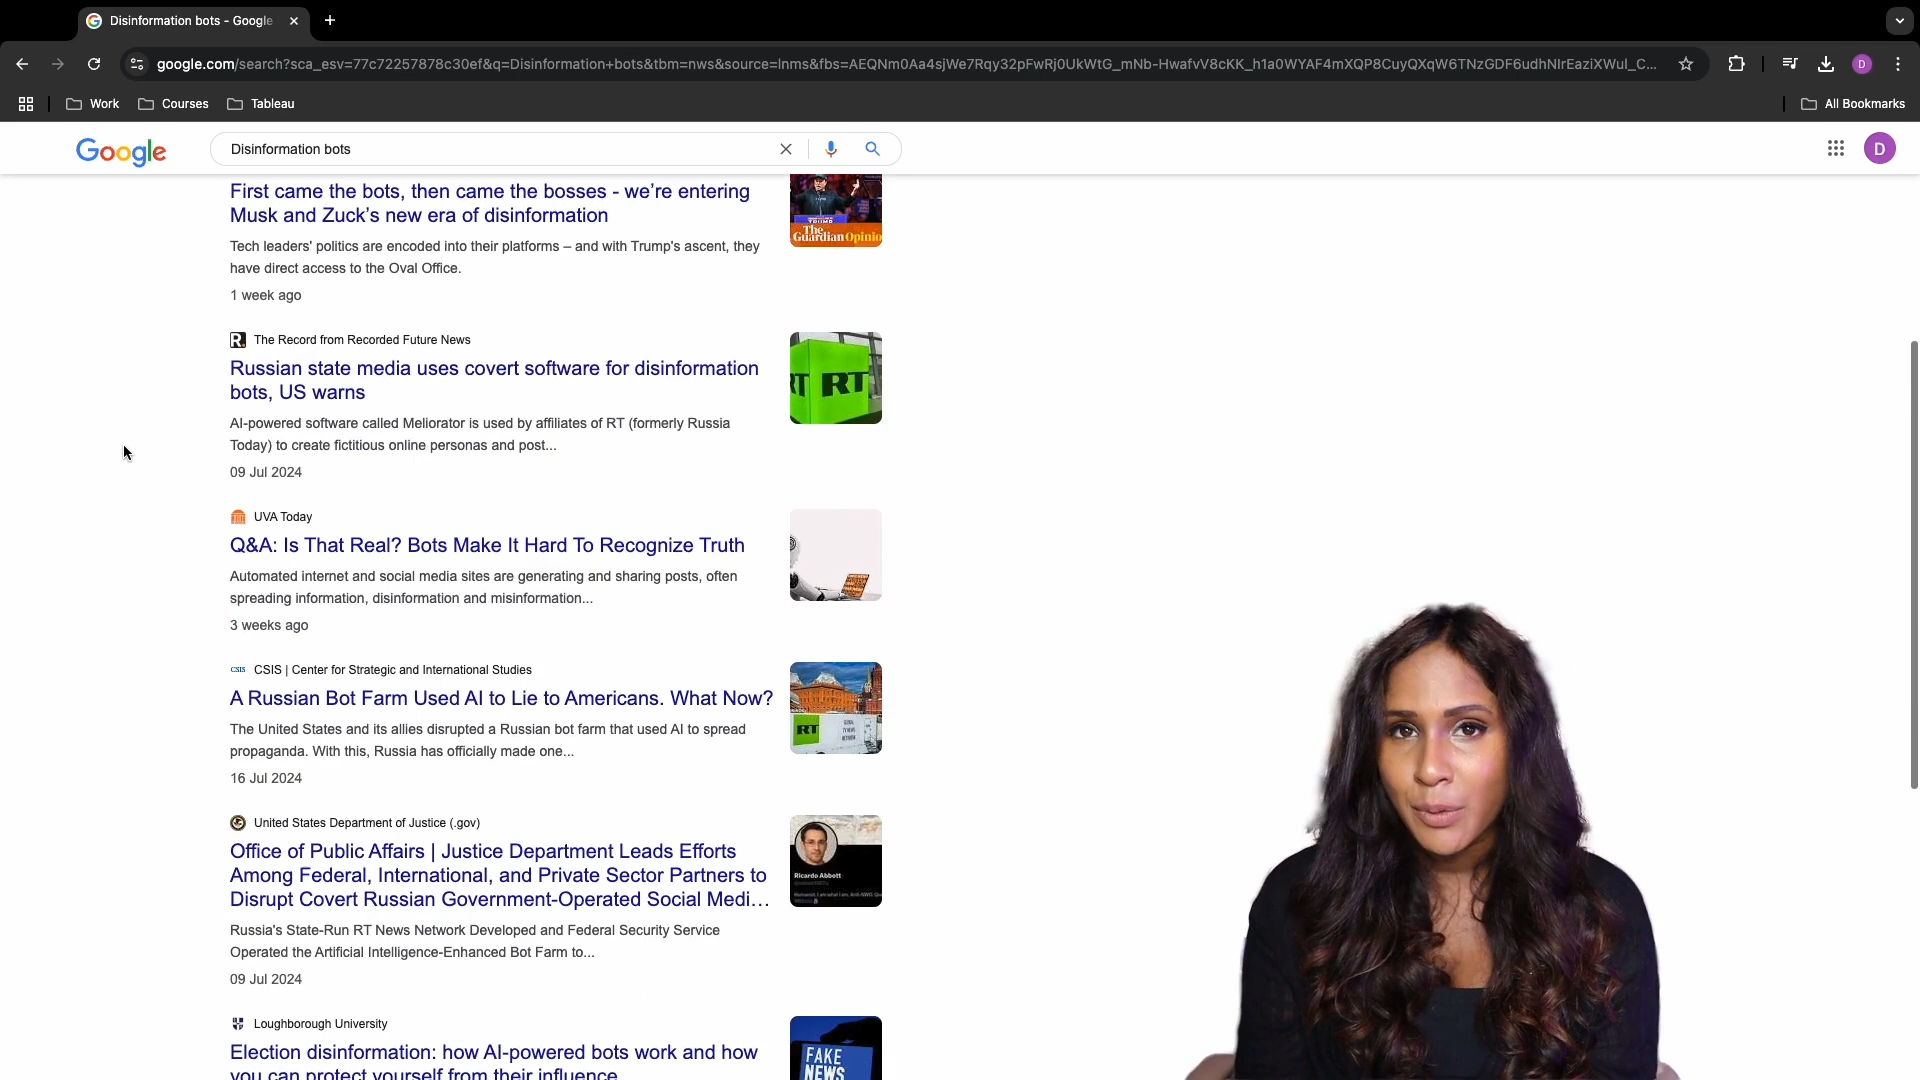 Disinformation bots - Google
google.com/search?sca_esv=77c72257878c30ef&q=Disinformation+bots&tbm=nws&source=lnms&fbs=AEQNm0Aa4sjWe7Rqy32pFwRj0UkWtG_mNb-HwafvV8cKK_h1a0WYAF4mXQP8CuyQXqW6TNzGDF6udhNIrEaziXWul_C...
D
Work
Courses
Tableau
All Bookmarks
Google
Disinformation bots
D
First came the bots, then came the bosses - we’re entering
Musk and Zuck’s new era of disinformation
Tech leaders' politics are encoded into their platforms – and with Trump's ascent, they
have direct access to the Oval Office.
1 week ago
TRUMP
The
Guardian Opinio
R.
The Record from Recorded Future News
Russian state media uses covert software for disinformation
bots, US warns
AI-powered software called Meliorator is used by affiliates of RT (formerly Russia
Today) to create fictitious online personas and post...
09 Jul 2024
RT RT
UVA Today
Q&A: Is That Real? Bots Make It Hard To Recognize Truth
Automated internet and social media sites are generating and sharing posts, often
spreading information, disinformation and misinformation...
3 weeks ago
CSIS
CSIS | Center for Strategic and International Studies
A Russian Bot Farm Used AI to Lie to Americans. What Now?
The United States and its allies disrupted a Russian bot farm that used AI to spread
propaganda. With this, Russia has officially made one...
16 Jul 2024
RT
United States Department of Justice (.gov)
Office of Public Affairs | Justice Department Leads Efforts
Among Federal, International, and Private Sector Partners to
Disrupt Covert Russian Government-Operated Social Medi...
Russia's State-Run RT News Network Developed and Federal Security Service
Operated the Artificial Intelligence-Enhanced Bot Farm to...
09 Jul 2024
Ricardo Abbott
Loughborough University
Election disinformation: how AI-powered bots work and how
you can protect yourself from their influence
FAKE
NEWS